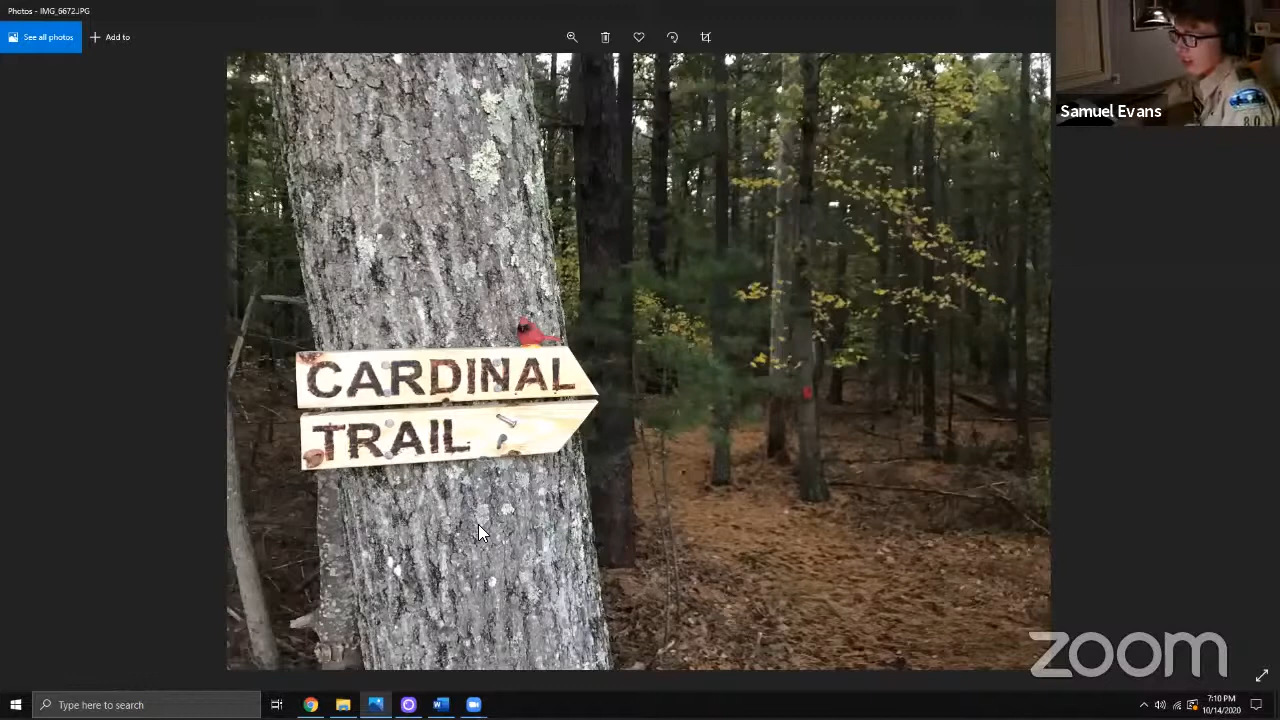 Photos - IMG_6672.JPG
See all photos
Add to
Samuel Evans
80
CARDINAL
TRAIL
zoom
Type here to search
7:10 PM
10/14/2020